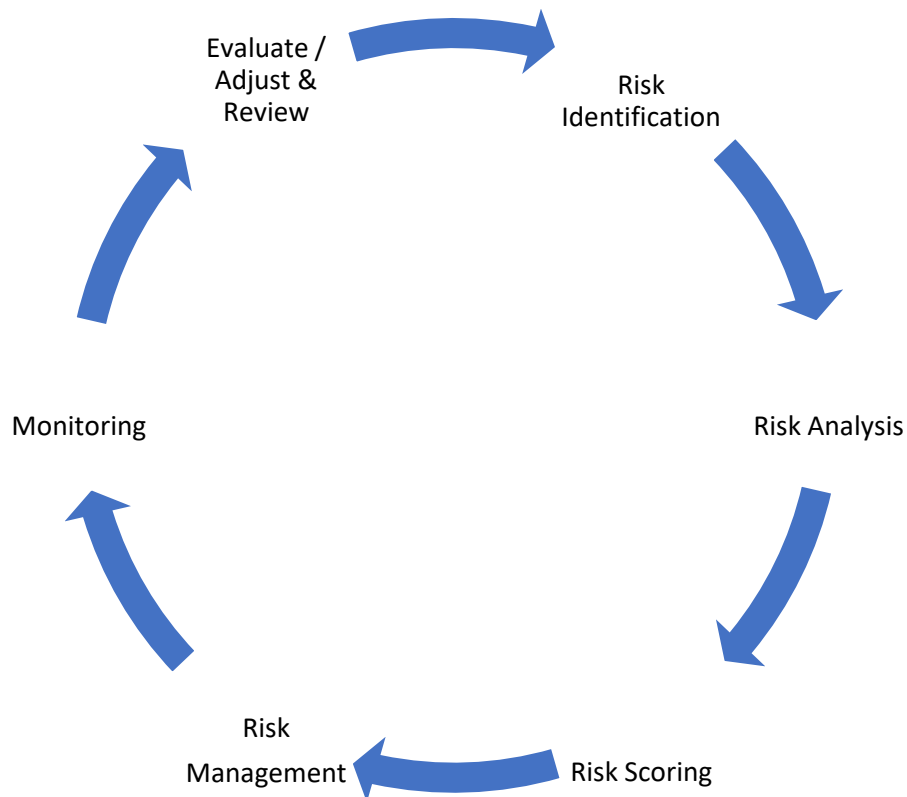 Evaluate /
Adjust &
Review
Risk
Identification
Risk Analysis
Risk Scoring
Risk
Management
Monitoring